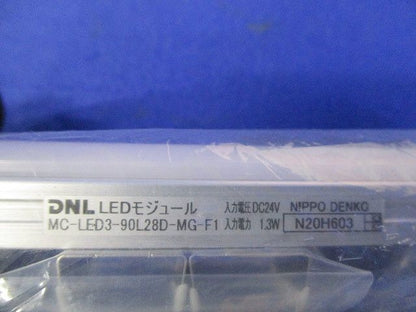 DNL LEDモジュール 入力電圧 DC24V NIPPO DENKO
MC-LED3-90L28D-MG-F1 入力電力 1.3W N20H603